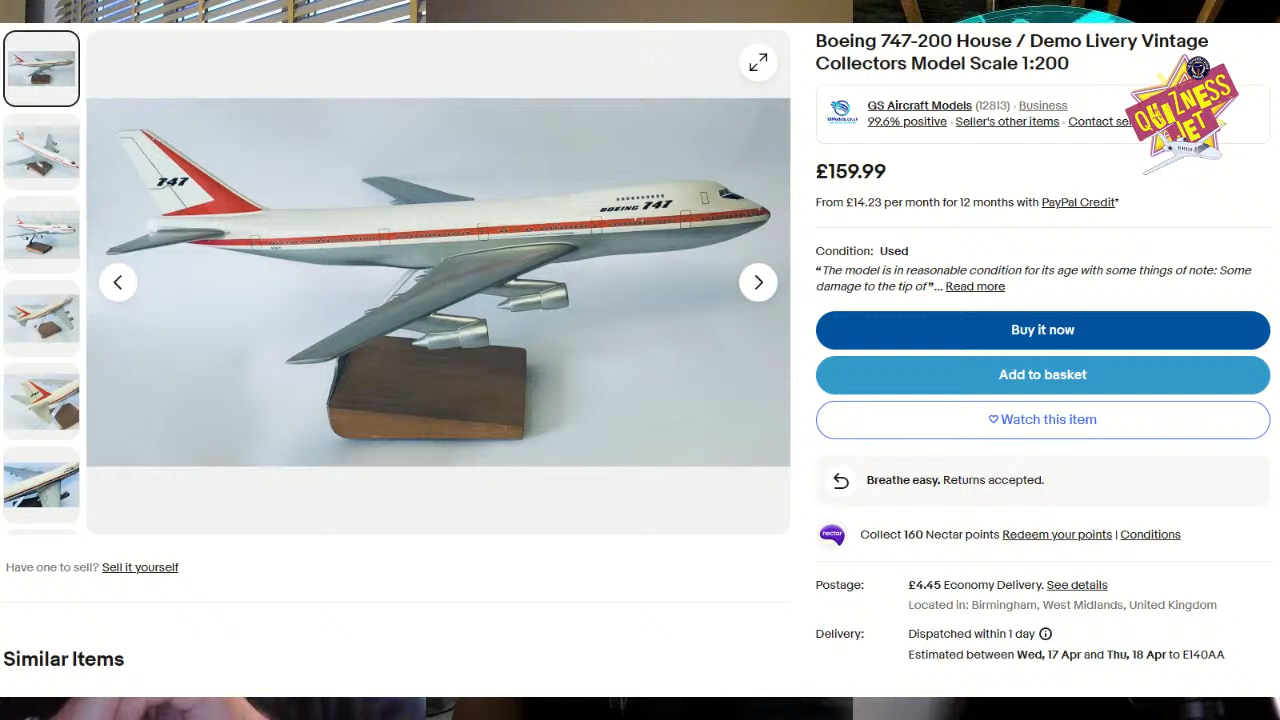 Boeing 747-200 House / Demo Livery Vintage
Collectors Model Scale 1:200
GS Aircraft Models (12813) · Business
99.6% positive · Seller's other items · Contact
QUIZNESS
JET
£159.99
From £14.23 per month for 12 months with PayPal Credit*
Condition: Used
“The model is in reasonable condition for its age with some things of note: Some
damage to the tip of”... Read more
Buy it now
Add to basket
Watch this item
Breathe easy. Returns accepted.
nectar
Collect 160 Nectar points Redeem your points | Conditions
Postage: £4.45 Economy Delivery. See details
Located in: Birmingham, West Midlands, United Kingdom
Delivery: Dispatched within 1 day
Estimated between Wed, 17 Apr and Thu, 18 Apr to E140AA
747
BOEING 747
Have one to sell? Sell it yourself
Similar Items